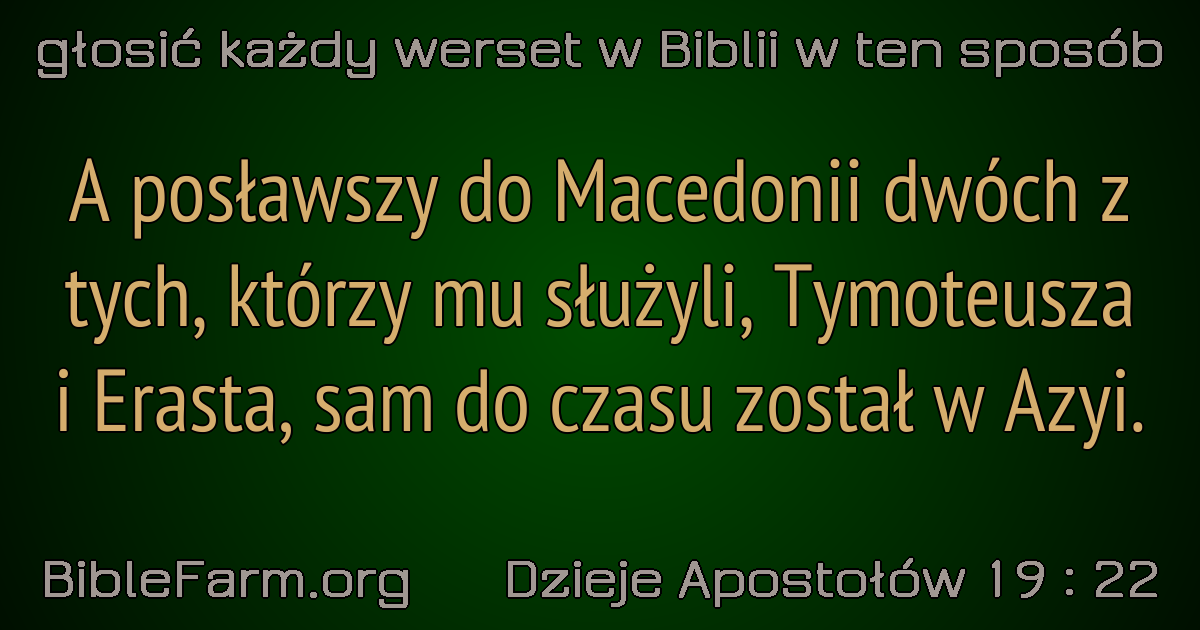 głosić każdy werset w Biblii w ten sposób
A posławszy do Macedonii dwóch z
tych, którzy mu służyli, Tymoteusza
i Erasta, sam do czasu został w Azyi.
BibleFarm.org Dzieje Apostołów 19 : 22